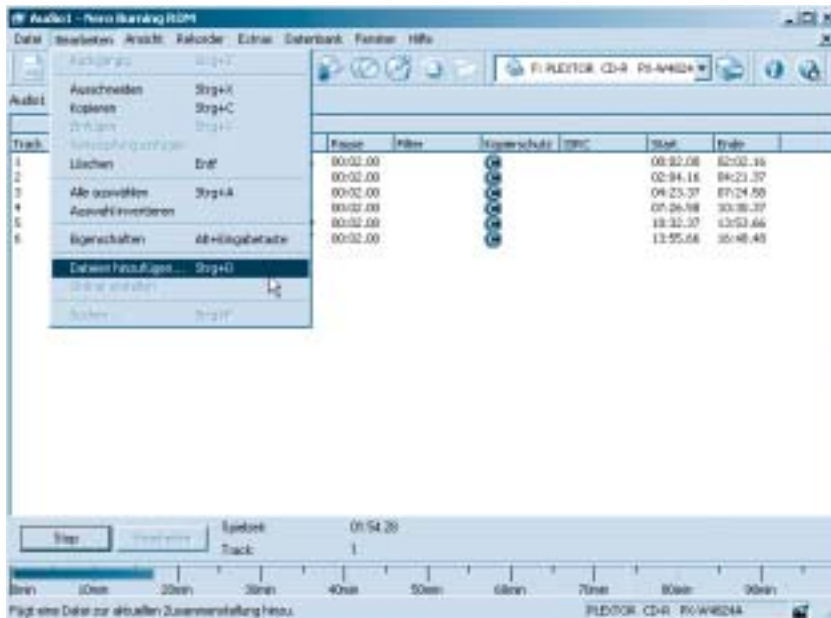 Audio1 - Nero Burning ROM
Datei Bearbeiten Ansicht Rekorder Extras Datenbank Fenster Hilfe
F: PLEXTOR CD-R PX-W4824A
Audio1
Ausschneiden Strg+X
Kopieren Strg+C
Löschen Entf
Alle auswählen Strg+A
Auswahl invertieren
Eigenschaften Alt+Eingabetaste
Dateien hinzufügen... Strg+D
Suchen...
Track Pause Filter Kopierschutz ISRC Start Ende
1 00:02.00 00:02.00 02:02.16
2 00:02.00 02:04.16 04:21.37
3 00:02.00 04:23.37 07:24.58
4 00:02.00 07:26.58 10:30.37
5 00:02.00 10:32.37 13:53.66
6 00:02.00 13:55.66 16:48.48
Stop
Spielzeit: 01:54.28
Track: 1
0min 10min 20min 30min 40min 50min 60min 70min 80min 90min
Fügt eine Datei zur aktuellen Zusammenstellung hinzu.
PLEXTOR CD-R PX-W4824A